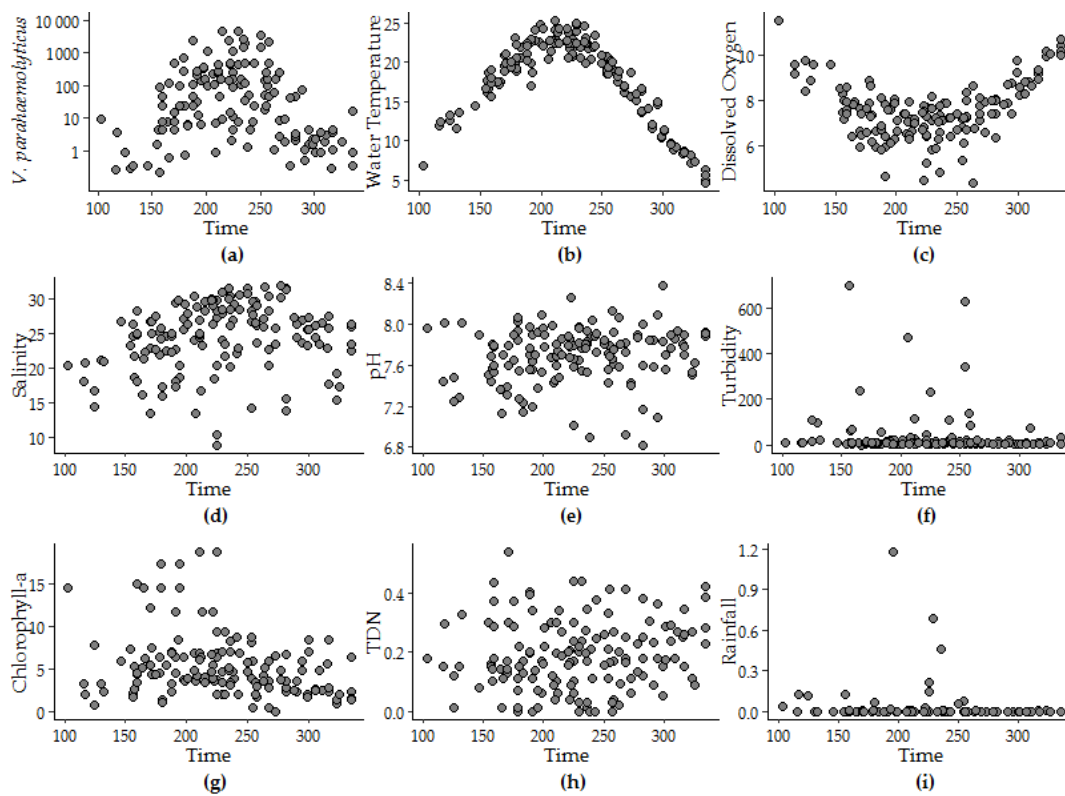 V. parahaemolyticus
10 000
1000
100
10
1
100 150 200 250 300
Time
(a)
Water Temperature
25
20
15
10
5
100 150 200 250 300
Time
(b)
Dissolved Oxygen
10
8
6
100 150 200 250 300
Time
(c)
Salinity
30
25
20
15
10
100 150 200 250 300
Time
(d)
pH
8.4
8.0
7.6
7.2
6.8
100 150 200 250 300
Time
(e)
Turbidity
600
400
200
0
100 150 200 250 300
Time
(f)
Chlorophyll-a
15
10
5
0
100 150 200 250 300
Time
(g)
TDN
0.4
0.2
0.0
100 150 200 250 300
Time
(h)
Rainfall
1.2
0.9
0.6
0.3
0.0
100 150 200 250 300
Time
(i)